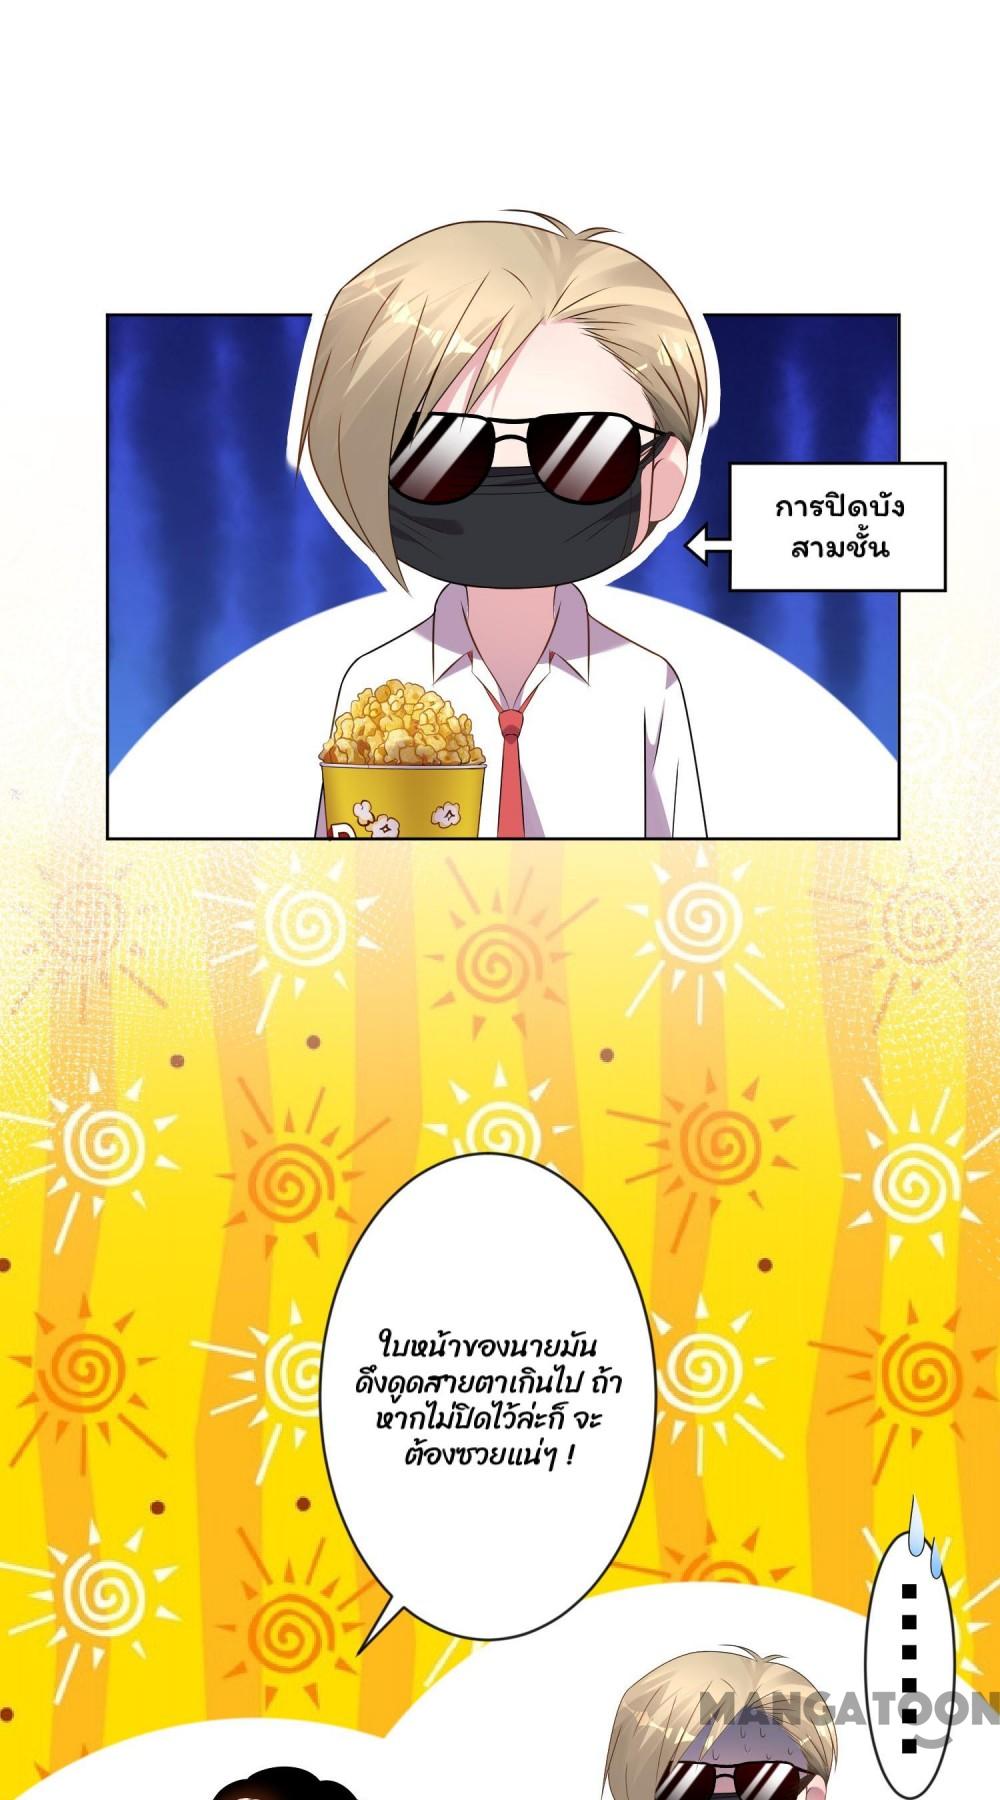 การปิดบัง
สามชั้น
ใบหน้าของนายมัน
ดึงดูดสายตาเกินไป ถ้า
หากไม่ปิดไว้ล่ะก็ จะ
ต้องซวยแน่ๆ !
MANGATOON